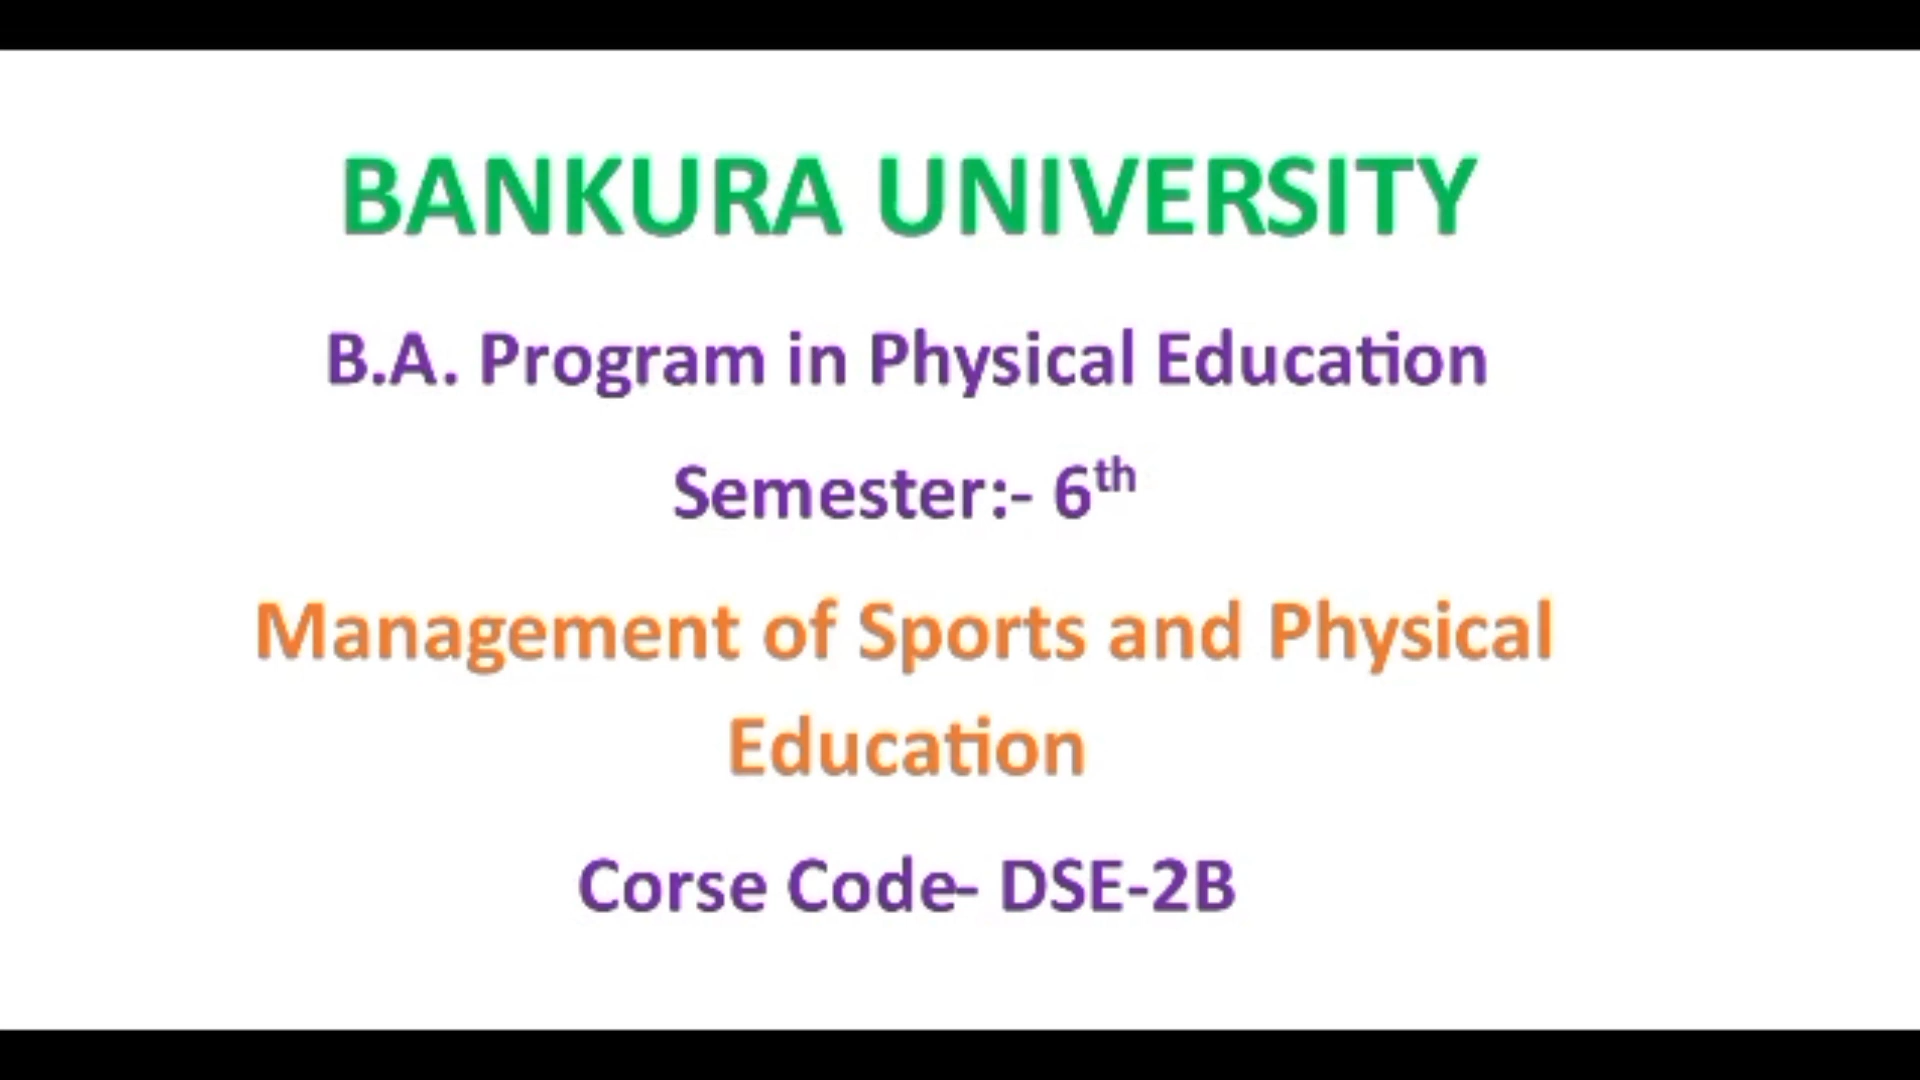 BANKURA UNIVERSITY
B.A. Program in Physical Education
Semester:- 6th
Management of Sports and Physical
Education
Corse Code- DSE-2B